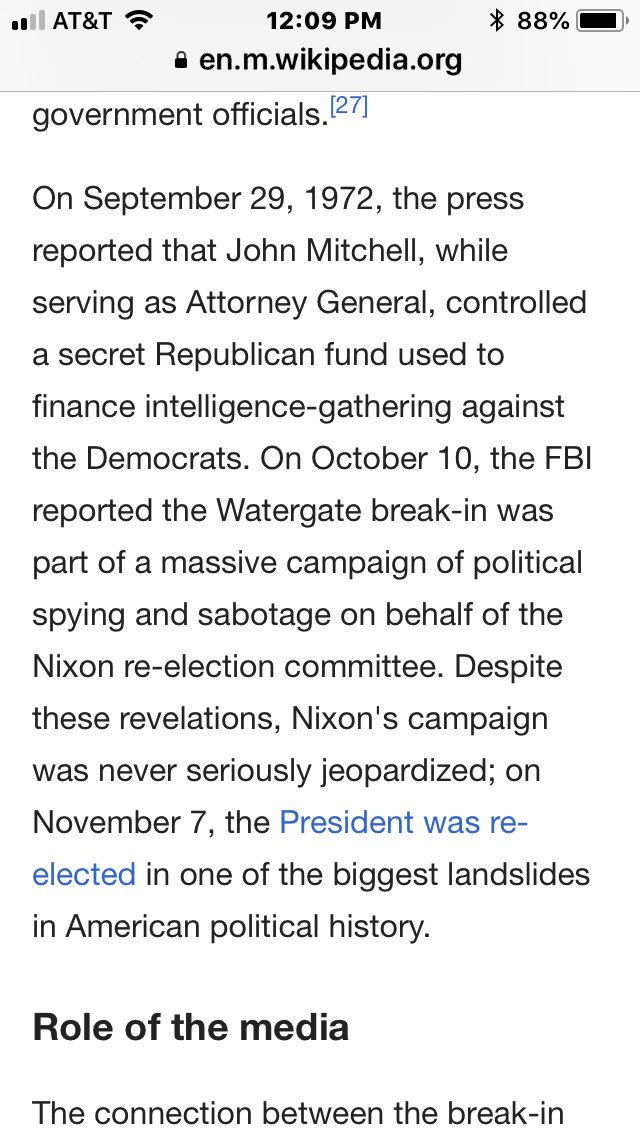 AT&T 12:09 PM 88%
en.m.wikipedia.org
government officials.[27]
On September 29, 1972, the press
reported that John Mitchell, while
serving as Attorney General, controlled
a secret Republican fund used to
finance intelligence-gathering against
the Democrats. On October 10, the FBI
reported the Watergate break-in was
part of a massive campaign of political
spying and sabotage on behalf of the
Nixon re-election committee. Despite
these revelations, Nixon's campaign
was never seriously jeopardized; on
November 7, the President was re-
elected in one of the biggest landslides
in American political history.
Role of the media
The connection between the break-in